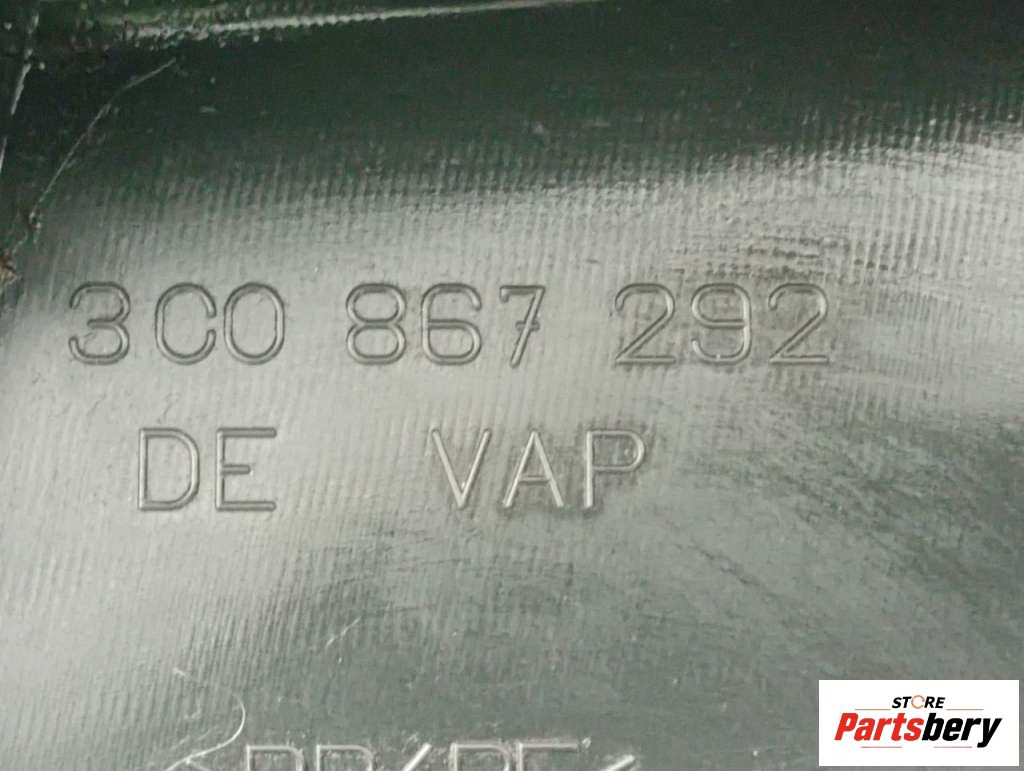 3C0 867 292
DE VAP
STORE
Partsbery